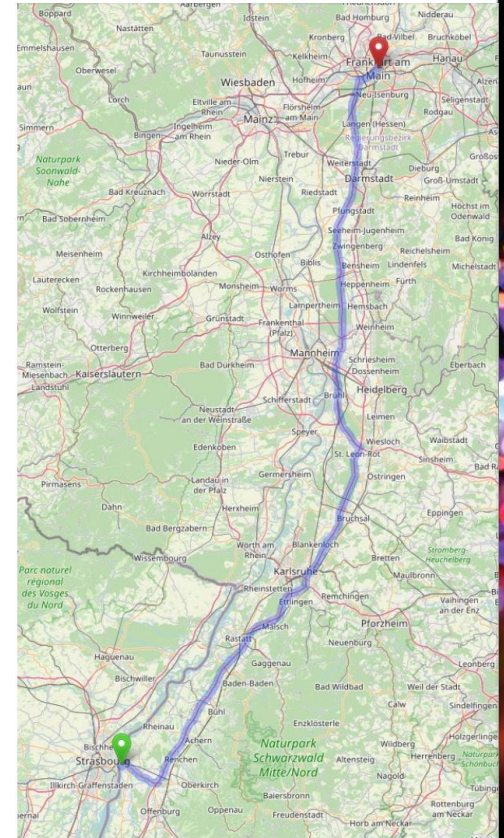 Boppard
Idstein
Bad Homburg
Nidderau
Nastätten
Kronberg
Bad Vilbel
Bruchköbel
Emmelshausen
Taunusstein
Kelkheim
Frankfurt am
Main
Hanau
Oberwesel
Wiesbaden
Hofheim
Lorch
Eltville am
Rhein
Flörsheim
am Main
Neu-Isenburg
Seligenstadt
Simmern
Ingelheim
am Rhein
Mainz
Rodgau
Bingen
Langen (Hessen)
Regierungsbezirk
Darmstadt
Trebur
Naturpark
Soonwald-
Nahe
Nieder-Olm
Weiterstadt
Dieburg
Nierstein
Darmstadt
Groß-Umstadt
Bad Kreuznach
Wörrstadt
Riedstadt
Reinheim
Pfungstadt
Höchst im
Odenwald
Bad Sobernheim
Alzey
Seeheim-Jugenheim
Bad König
Zwingenberg
Meisenheim
Osthofen
Biblis
Reichelsheim
Bensheim
Lindenfels
Michelstadt
Kirchheimbolanden
Lauterecken
Rockenhausen
Monsheim
Worms
Heppenheim
Fürth
Wolfstein
Winnweiler
Lampertheim
Hemsbach
Grünstadt
Frankenthal
(Pfalz)
Weinheim
Otterberg
Mannheim
Schriesheim
Ramstein-
Miesenbach
Bad Dürkheim
Dossenheim
Eberbach
Kaiserslautern
Landstuhl
Heidelberg
Schifferstadt
Brühl
Neustadt
an der Weinstraße
Leimen
Speyer
Wiesloch
Waibstadt
Edenkoben
St. Leon-Rot
Sinsheim
Pirmasens
Landau in
der Pfalz
Germersheim
Östringen
Dahn
Herxheim
Bruchsal
Eppingen
Bad Bergzabern
Wörth am
Rhein
Blankenloch
Stromberg-
Heuchelberg
Wissembourg
Bretten
Parc naturel
régional
des Vosges
du Nord
Karlsruhe
Maulbronn
Rheinstetten
Ettlingen
Remchingen
Vaihingen
an der Enz
Malsch
Pforzheim
Rastatt
Neuenburg
Haguenau
Gaggenau
Leonberg
Bischwiller
Baden-Baden
Bad Wildbad
Weil der Stadt
Bühl
Calw
Sindelfingen
Rheinau
Enzklösterle
Achern
Naturpark
Schwarzwald
Mitte/Nord
Wildberg
Strasbourg
Renchen
Altensteig
Herrenberg
Nagold
Illkirch-Graffenstaden
Oberkirch
Baiersbronn
Offenburg
Oppenau
Freudenstadt
Rottenburg
am Neckar
Horb am Neckar